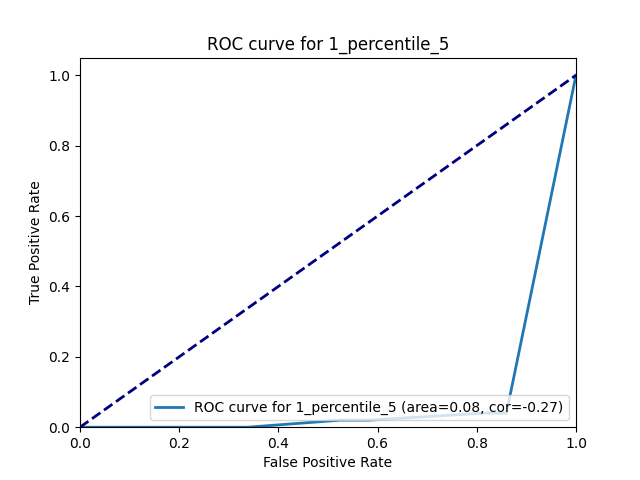 ROC curve for 1_percentile_5
1.0
0.8
0.6
0.4
0.2
0.0
True Positive Rate
ROC curve for 1_percentile_5 (area=0.08, cor=-0.27)
0.0 0.2 0.4 0.6 0.8 1.0
False Positive Rate